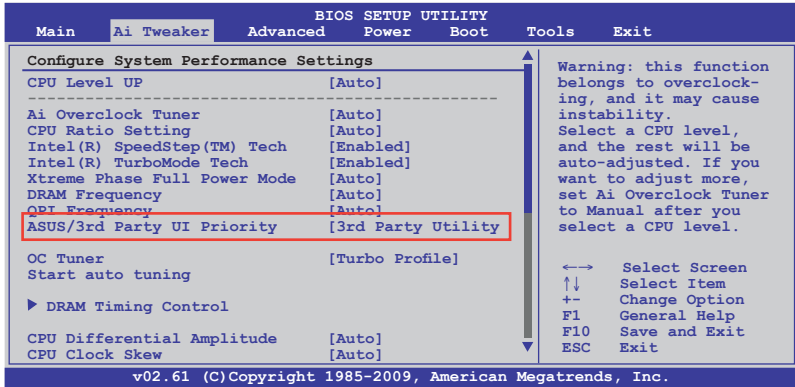 BIOS SETUP UTILITY
Main Ai Tweaker Advanced Power Boot Tools Exit
Configure System Performance Settings
CPU Level UP [Auto]
------------------------------------------------
Ai Overclock Tuner [Auto]
CPU Ratio Setting [Auto]
Intel(R) SpeedStep(TM) Tech [Enabled]
Intel(R) TurboMode Tech [Enabled]
Xtreme Phase Full Power Mode [Auto]
DRAM Frequency [Auto]
QPI Frequency [Auto]
ASUS/3rd Party UI Priority [3rd Party Utility
OC Tuner [Turbo Profile]
Start auto tuning
DRAM Timing Control
CPU Differential Amplitude [Auto]
CPU Clock Skew [Auto]
Warning: this function
belongs to overclock-
ing, and it may cause
instability.
Select a CPU level,
and the rest will be
auto-adjusted. If you
want to adjust more,
set Ai Overclock Tuner
to Manual after you
select a CPU level.
←→ Select Screen
↑↓ Select Item
+- Change Option
F1 General Help
F10 Save and Exit
ESC Exit
v02.61 (C)Copyright 1985-2009, American Megatrends, Inc.